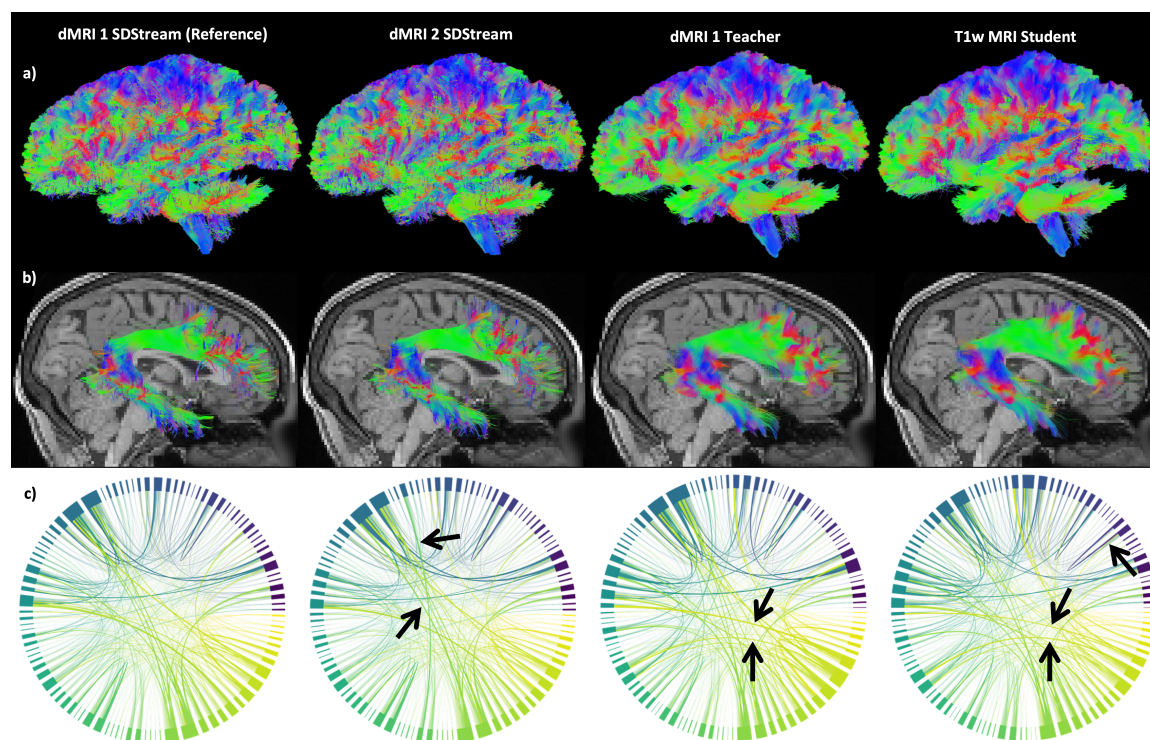 dMRI 1 SDStream (Reference)
dMRI 2 SDStream
dMRI 1 Teacher
T1w MRI Student
a)
b)
c)